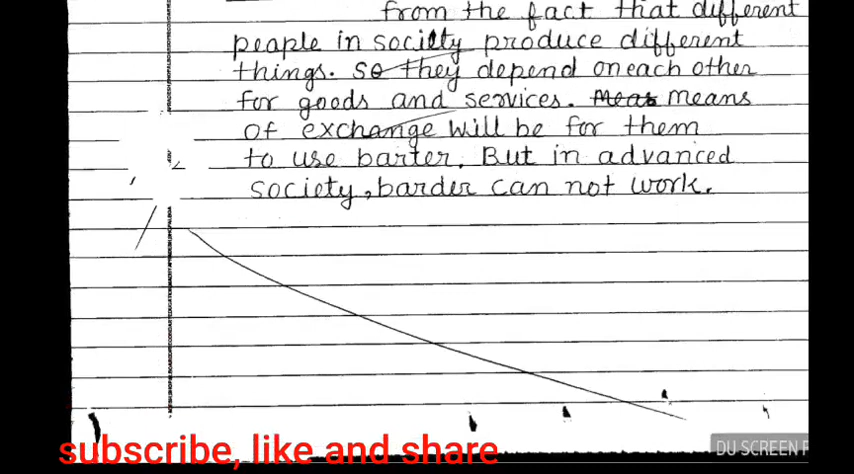 from the fact that different
people in society produce different
things. so they depend on each other
for goods and services. Meas Means
of exchange will be for them
to use barter. But in advanced
society, barder can not work.
subscribe, like and share
DU SCREEN R